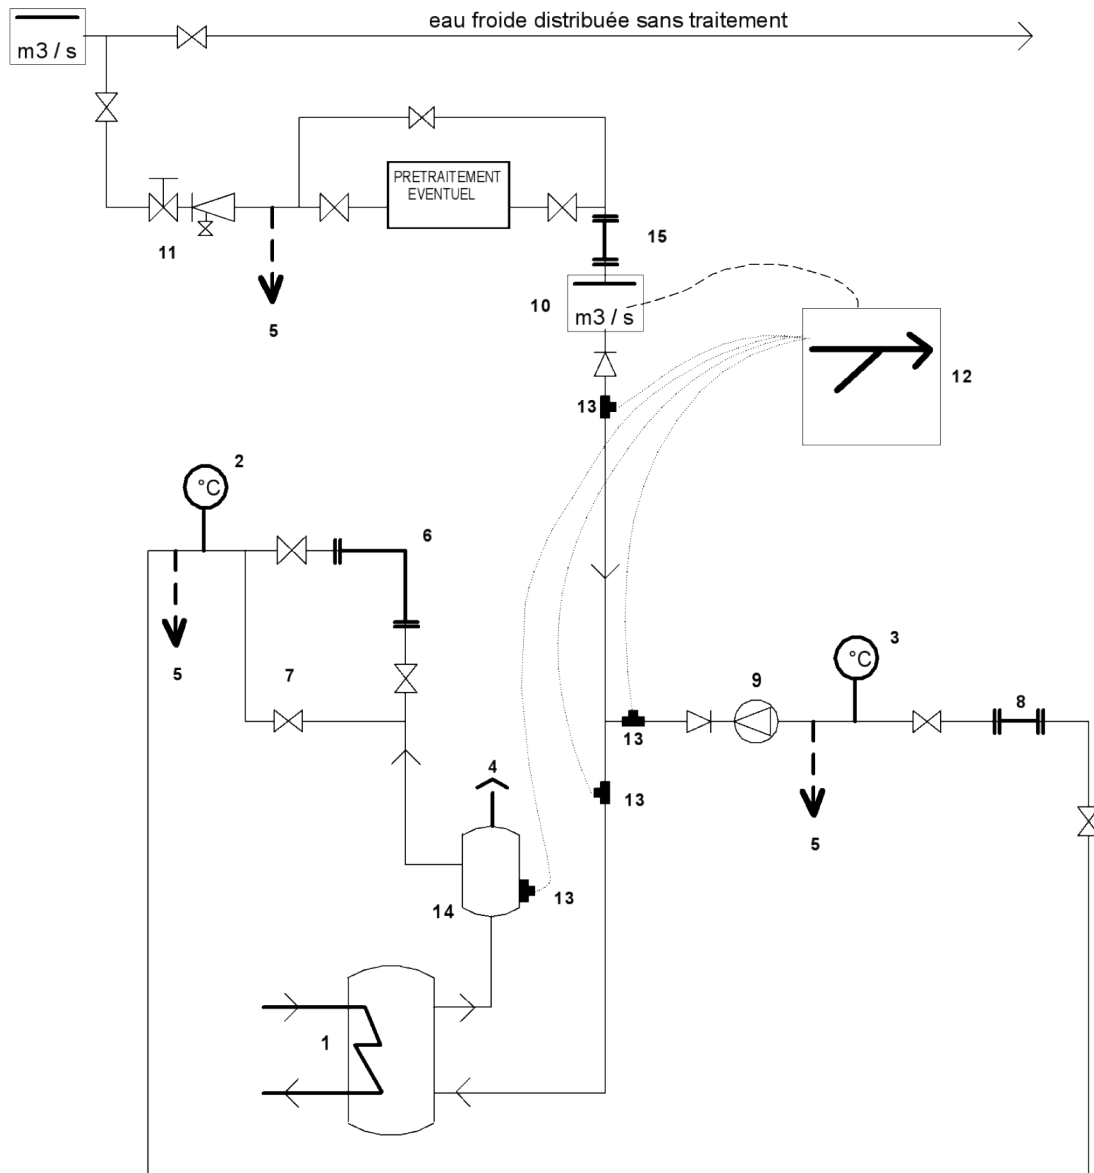 eau froide distribuée sans traitement
m3 / s
PRETRAITEMENT
EVENTUEL
11
15
5
10
m3 / s
12
13
2
°C
6
5
7
3
°C
9
8
13
4
13
5
13
14
1